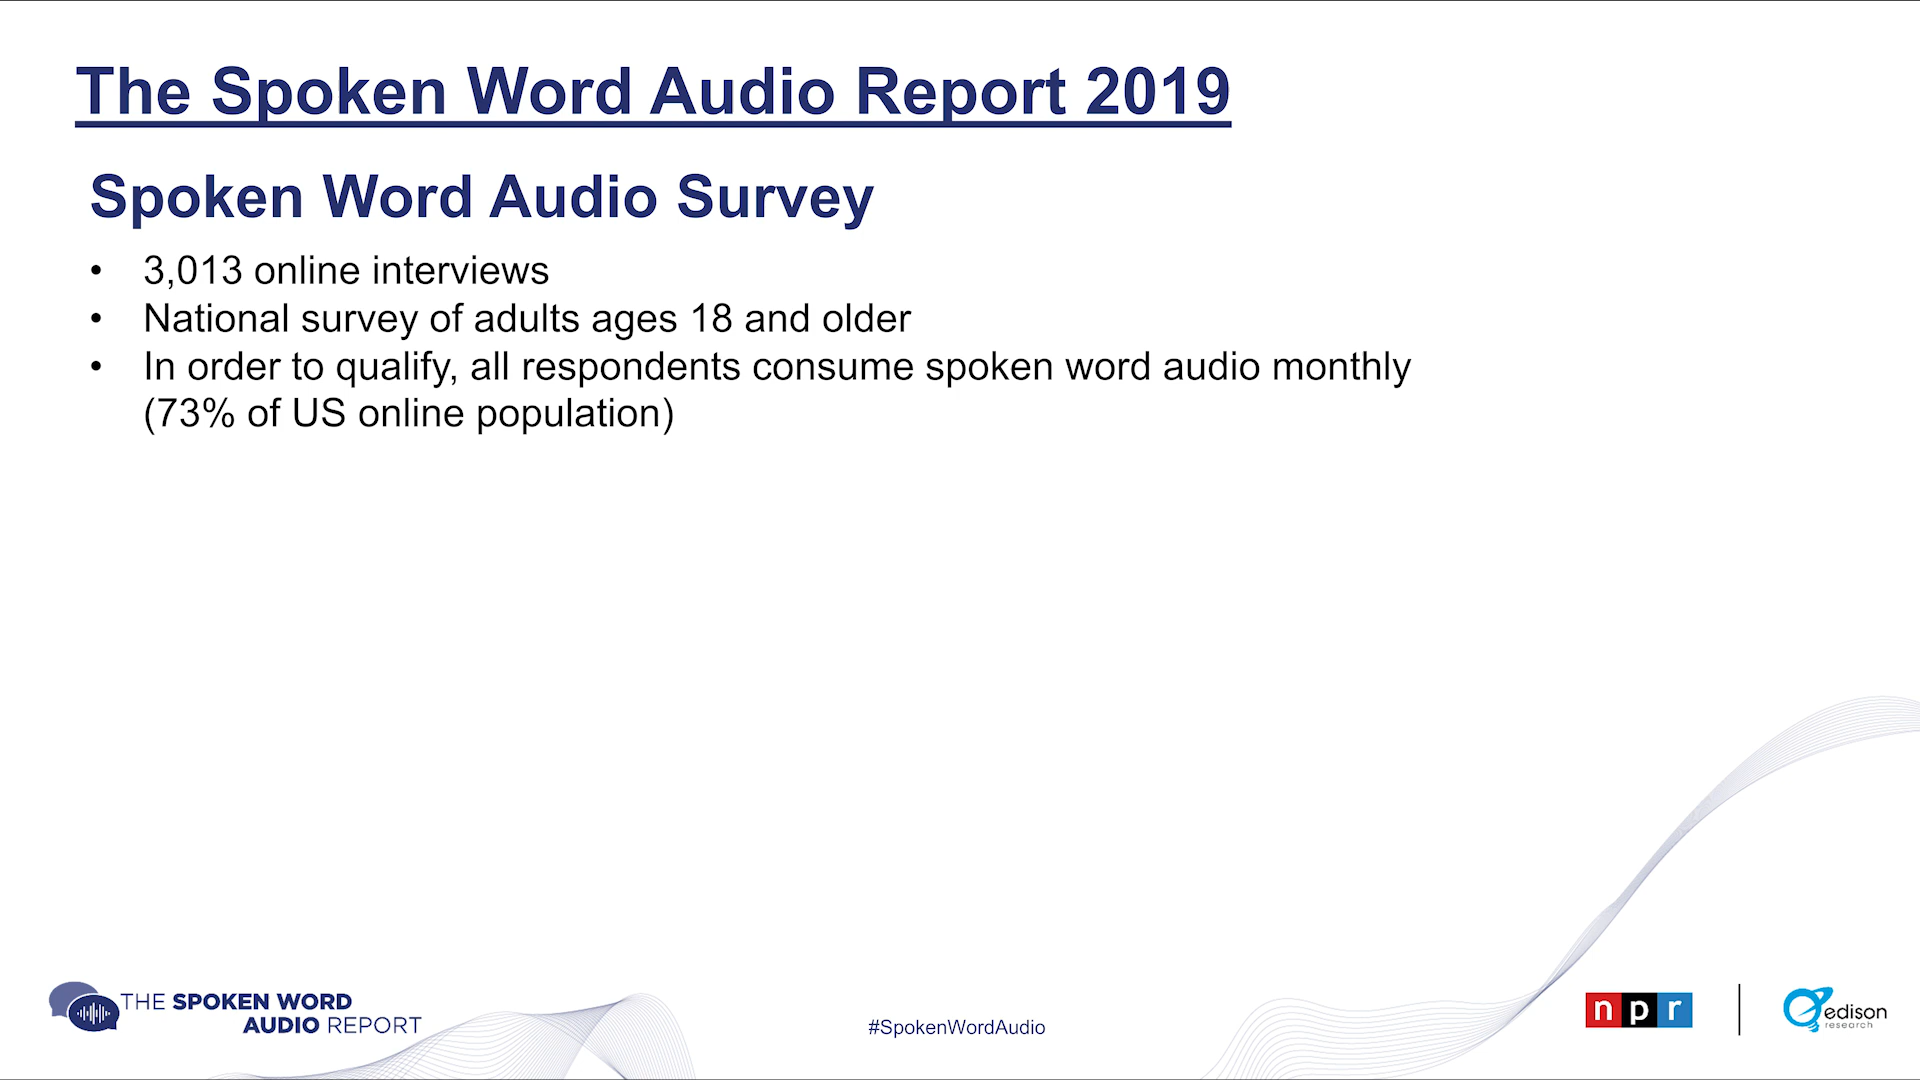 The Spoken Word Audio Report 2019
Spoken Word Audio Survey
• 3,013 online interviews
• National survey of adults ages 18 and older
• In order to qualify, all respondents consume spoken word audio monthly
(73% of US online population)
THE SPOKEN WORD
AUDIO REPORT
#SpokenWordAudio
npr
edison
research